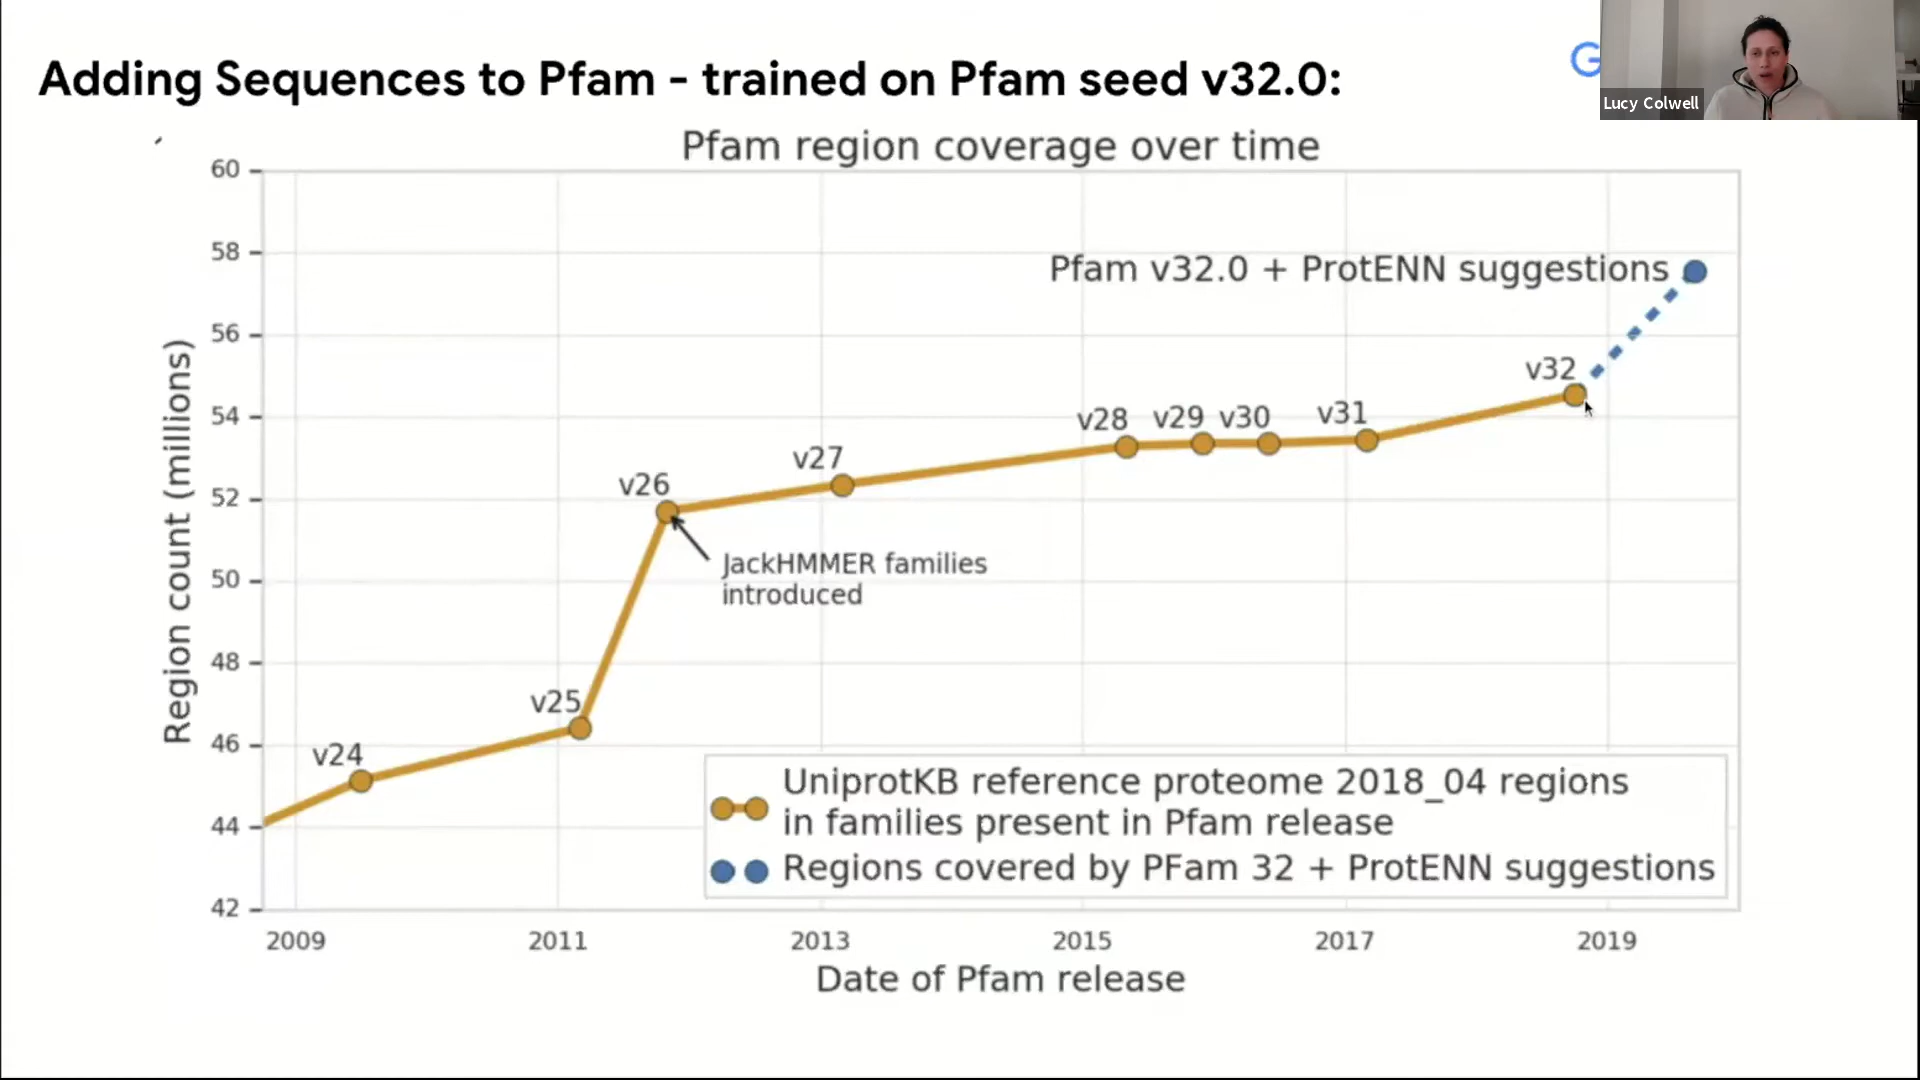 Adding Sequences to Pfam - trained on Pfam seed v32.0:
G
Lucy Colwell
Pfam region coverage over time
60
58
56
54
52
50
48
46
44
42
Region count (millions)
Pfam v32.0 + ProtENN suggestions
v32
v31
v30
v29
v28
v27
v26
JackHMMER families
introduced
v25
v24
UniprotKB reference proteome 2018_04 regions
in families present in Pfam release
Regions covered by PFam 32 + ProtENN suggestions
2009
2011
2013
2015
2017
2019
Date of Pfam release